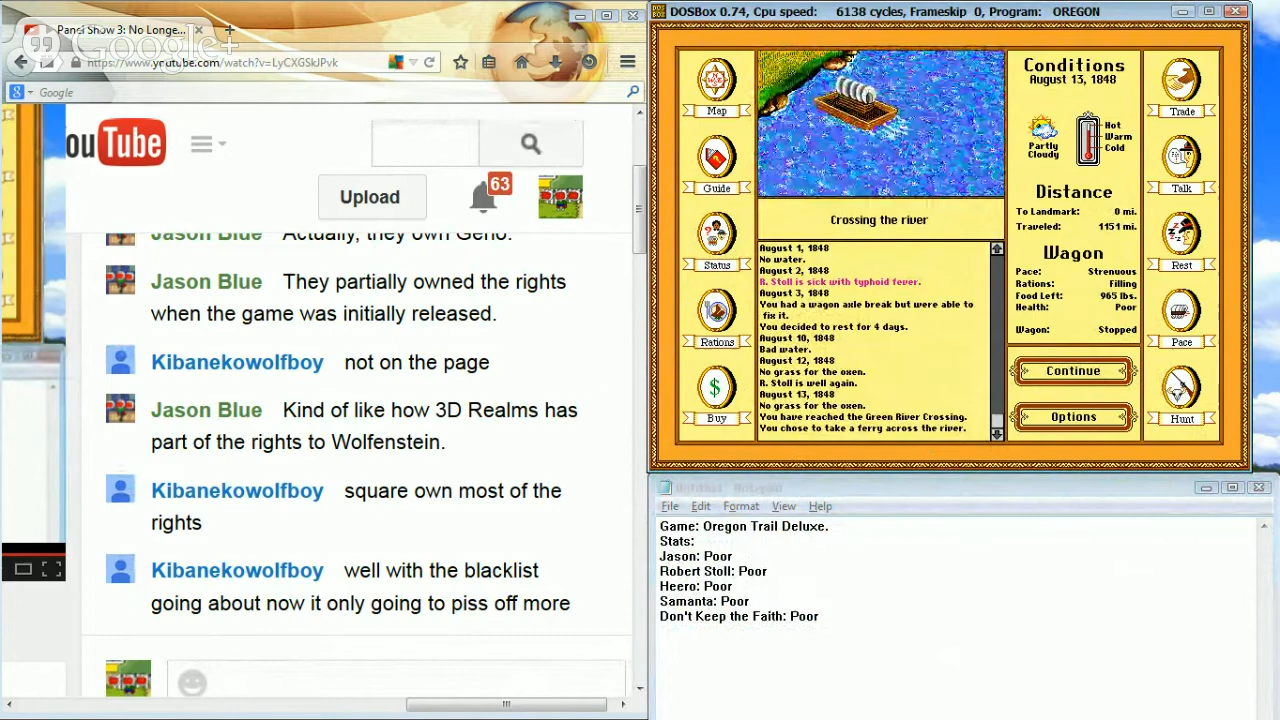 Panel Show 3: No Longe...
Google+
https://www.youtube.com/watch?v=LyCXGSkJPvk
Google
ouTube
Upload
63
Jason Blue Actually, they own Geno.
Jason Blue They partially owned the rights
when the game was initially released.
Kibanekowolfboy not on the page
Jason Blue Kind of like how 3D Realms has
part of the rights to Wolfenstein.
Kibanekowolfboy square own most of the
rights
Kibanekowolfboy well with the blacklist
going about now it only going to piss off more
DOSBox 0.74, Cpu speed: 6138 cycles, Frameskip 0, Program: OREGON
Map
Guide
Status
Rations
Buy
Crossing the river
August 1, 1848
No water.
August 2, 1848
R. Stoll is sick with typhoid fever.
August 3, 1848
You had a wagon axle break but were able to
fix it.
You decided to rest for 4 days.
August 10, 1848
Bad water.
August 12, 1848
No grass for the oxen.
R. Stoll is well again.
August 13, 1848
No grass for the oxen.
You have reached the Green River Crossing.
You chose to take a ferry across the river.
Conditions
August 13, 1848
Partly
Cloudy
Hot
Warm
Cold
Distance
To Landmark: 0 mi.
Traveled: 1151 mi.
Wagon
Pace: Strenuous
Rations: Filling
Food Left: 965 lbs.
Health: Poor
Wagon: Stopped
Continue
Options
Trade
Talk
Rest
Pace
Hunt
Untitled - Notepad
File Edit Format View Help
Game: Oregon Trail Deluxe.
Stats:
Jason: Poor
Robert Stoll: Poor
Heero: Poor
Samanta: Poor
Don't Keep the Faith: Poor